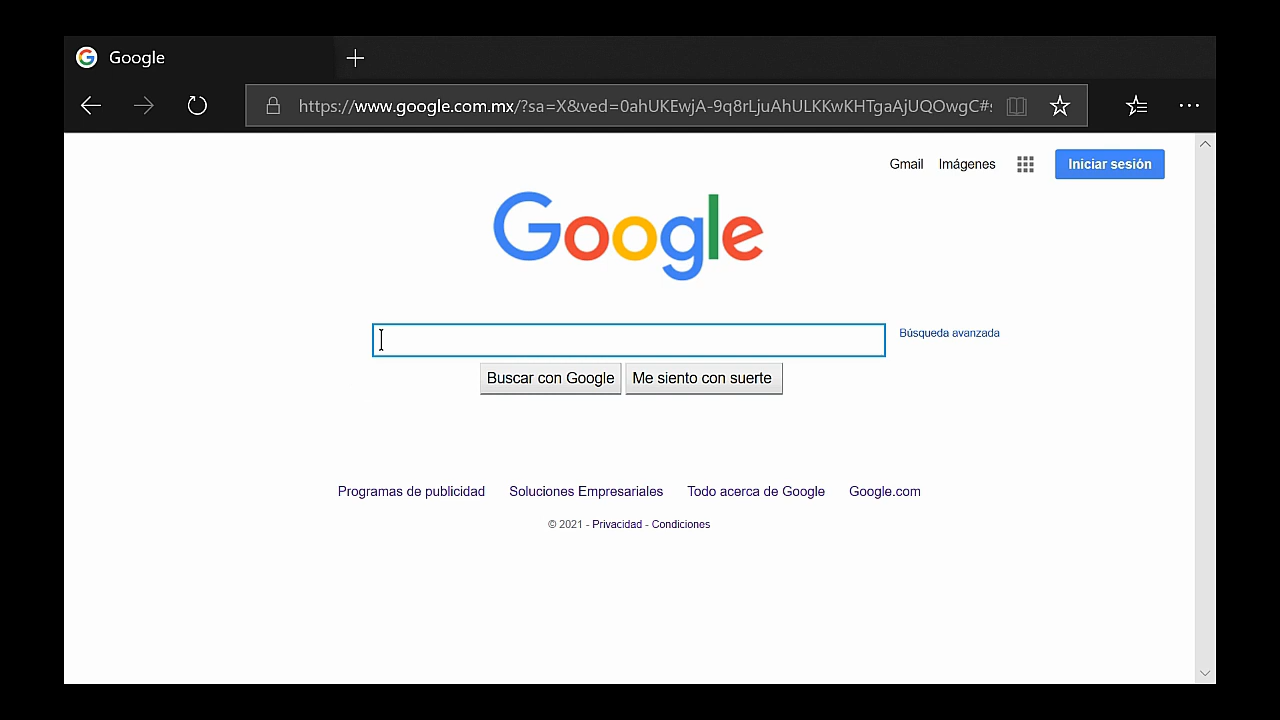 Google
https://www.google.com.mx/?sa=X&ved=0ahUKEwjA-9q8rLjuAhULKKwKHTgaAjUQOwgC#
Gmail Imágenes Iniciar sesión
Google
Búsqueda avanzada
Buscar con Google Me siento con suerte
Programas de publicidad Soluciones Empresariales Todo acerca de Google Google.com
© 2021 - Privacidad - Condiciones